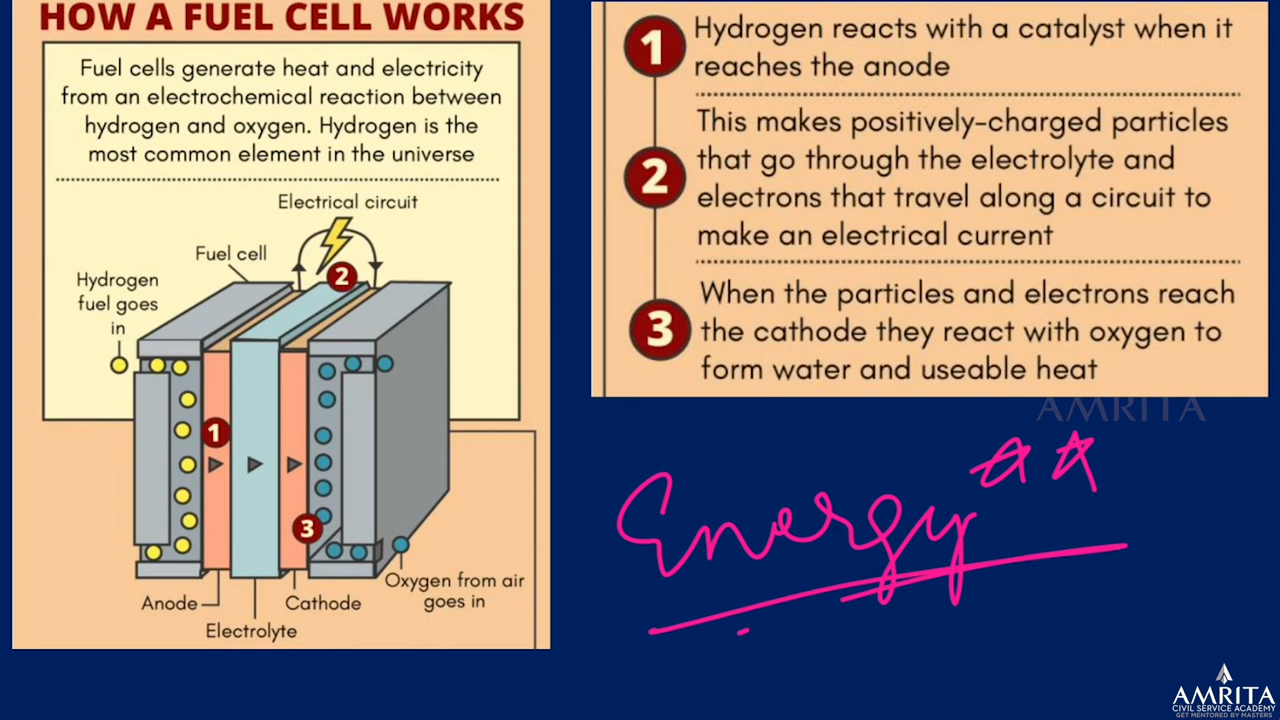 HOW A FUEL CELL WORKS
Fuel cells generate heat and electricity
from an electrochemical reaction between
hydrogen and oxygen. Hydrogen is the
most common element in the universe
Electrical circuit
Fuel cell
2
Hydrogen
fuel goes
in
1
3
Oxygen from air
goes in
Anode
Cathode
Electrolyte
1
Hydrogen reacts with a catalyst when it
reaches the anode
2
This makes positively-charged particles
that go through the electrolyte and
electrons that travel along a circuit to
make an electrical current
3
When the particles and electrons reach
the cathode they react with oxygen to
form water and useable heat
AMRITA
Energy
AMRITA
CIVIL SERVICE ACADEMY
GET MENTORED BY MASTERS